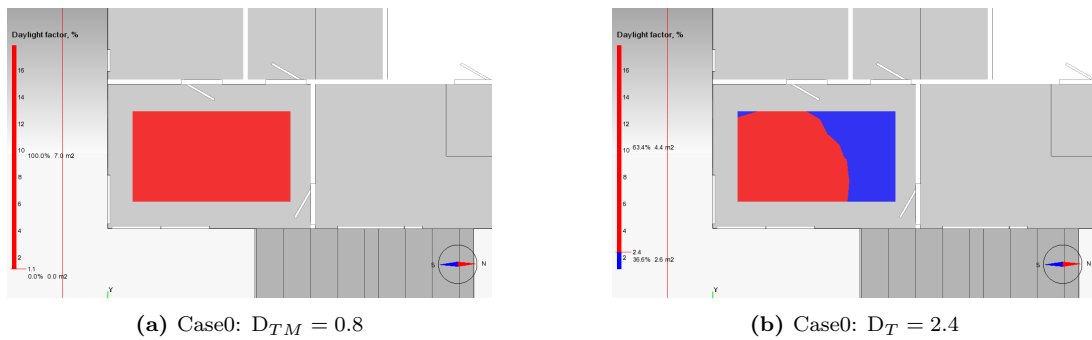 Daylight factor, %
16
14
12
10
100.0% 7.0 m2
8
6
4
2
1.1
0.0% 0.0 m2
S
N
Y
(a) Case0: D_TM = 0.8
Daylight factor, %
16
14
12
10
63.4% 4.4 m2
8
6
4
2.4
2
36.6% 2.6 m2
S
N
Y
(b) Case0: D_T = 2.4